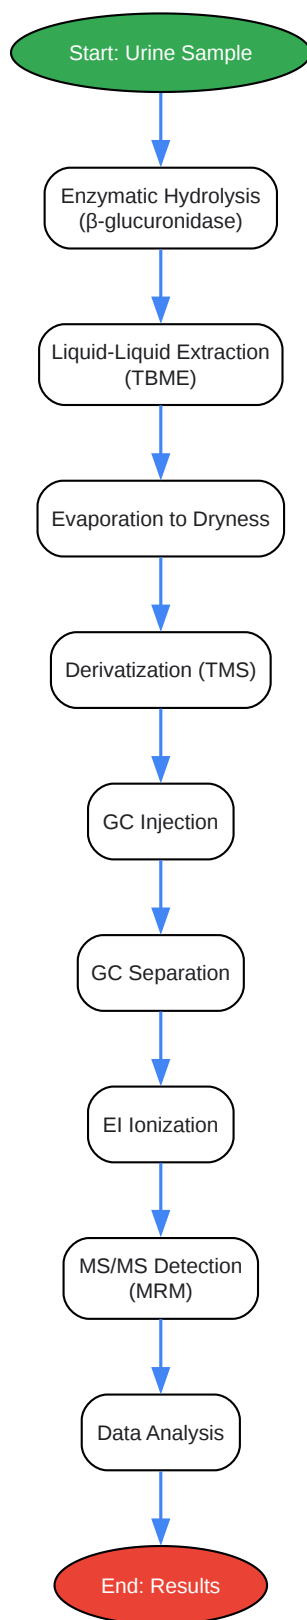 Start: Urine Sample
Enzymatic Hydrolysis
(β-glucuronidase)
Liquid-Liquid Extraction
(TBME)
Evaporation to Dryness
Derivatization (TMS)
GC Injection
GC Separation
EI Ionization
MS/MS Detection
(MRM)
Data Analysis
End: Results